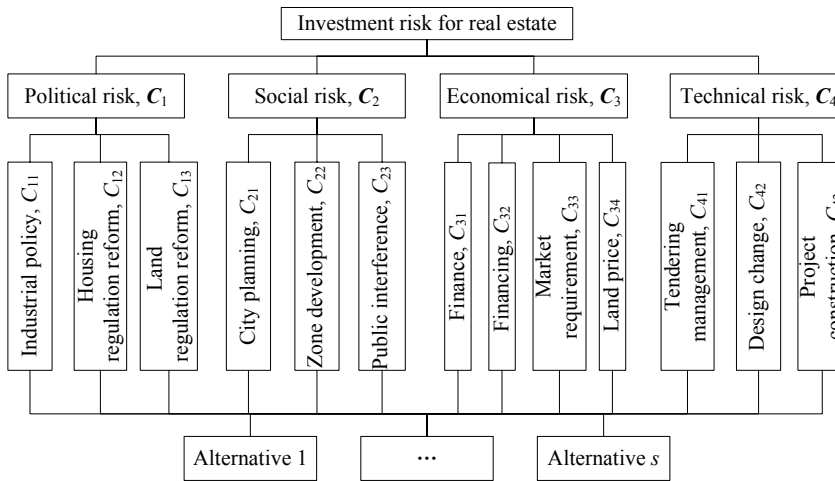 Investment risk for real estate
Political risk, C1
Social risk, C2
Economical risk, C3
Technical risk, C4
Industrial policy, C11
Housing
regulation reform, C12
Land
regulation reform, C13
City planning, C21
Zone development, C22
Public interference, C23
Finance, C31
Financing, C32
Market
requirement, C33
Land price, C34
Tendering
management, C41
Design change, C42
Project
construction,
Alternative 1
...
Alternative s